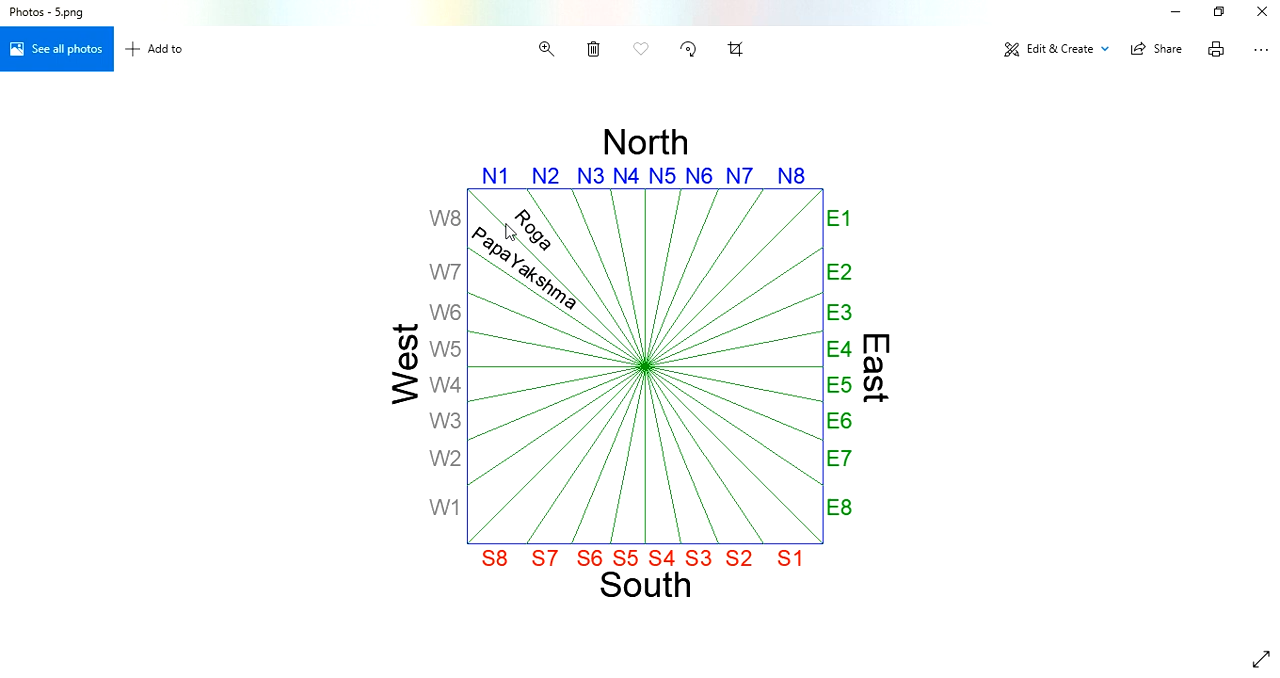 Photos - 5.png
See all photos
Add to
Edit & Create
Share
North
N1 N2 N3 N4 N5 N6 N7 N8
W8
W7
W6
W5
W4
W3
W2
W1
West
Roga
PapaYakshma
E1
E2
E3
E4
E5
E6
E7
E8
East
S8 S7 S6 S5 S4 S3 S2 S1
South